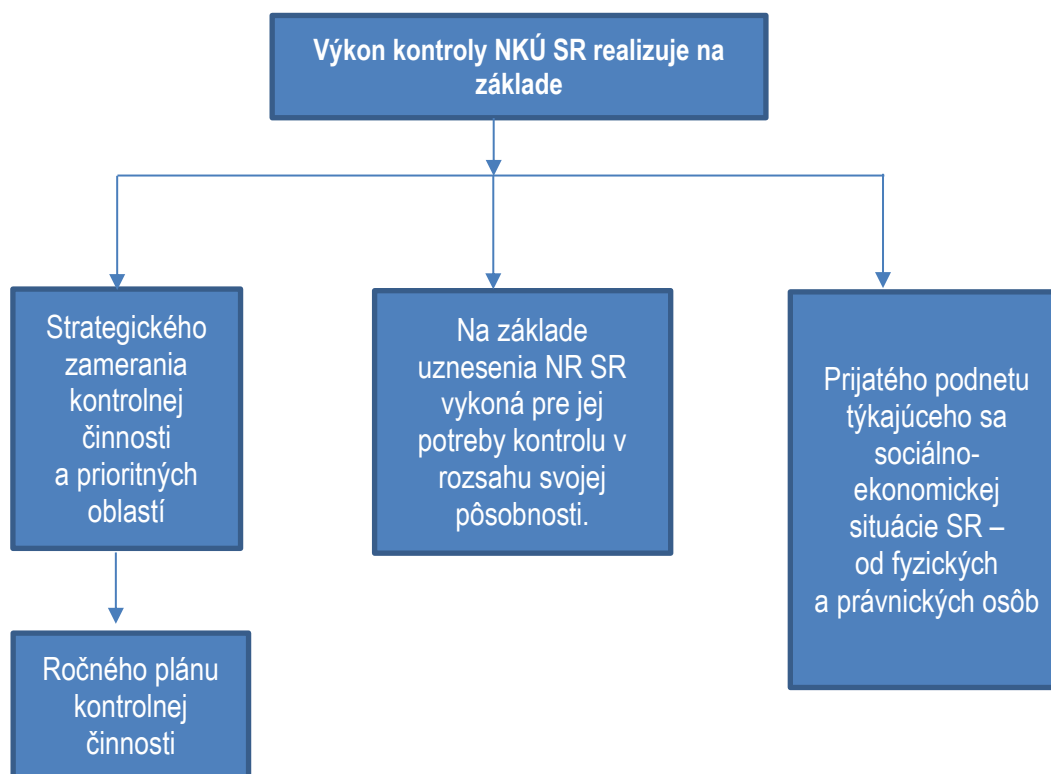 Výkon kontroly NKÚ SR realizuje na
základe
Strategického
zamerania
kontrolnej
činnosti
a prioritných
oblastí
Na základe
uznesenia NR SR
vykoná pre jej
potreby kontrolu v
rozsahu svojej
pôsobnosti.
Prijatého podnetu
týkajúceho sa
sociálno-
ekonomickej
situácie SR –
od fyzických
a právnických osôb
Ročného plánu
kontrolnej
činnosti